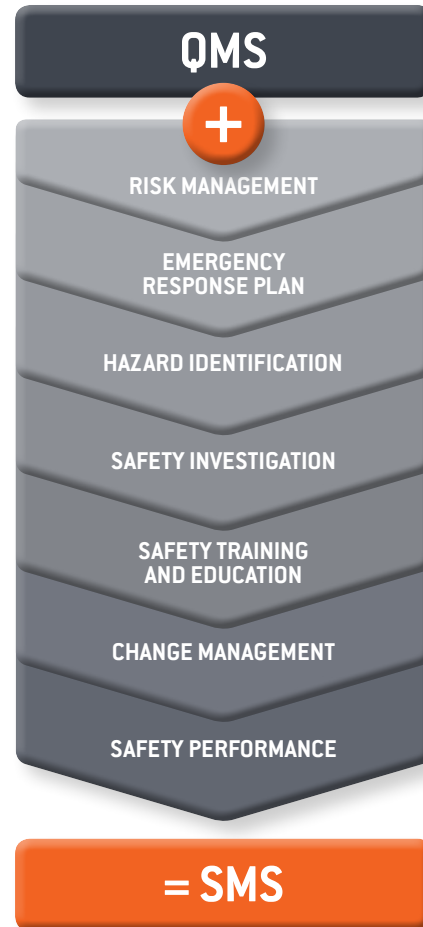 QMS
+
RISK MANAGEMENT
EMERGENCY
RESPONSE PLAN
HAZARD IDENTIFICATION
SAFETY INVESTIGATION
SAFETY TRAINING
AND EDUCATION
CHANGE MANAGEMENT
SAFETY PERFORMANCE
= SMS